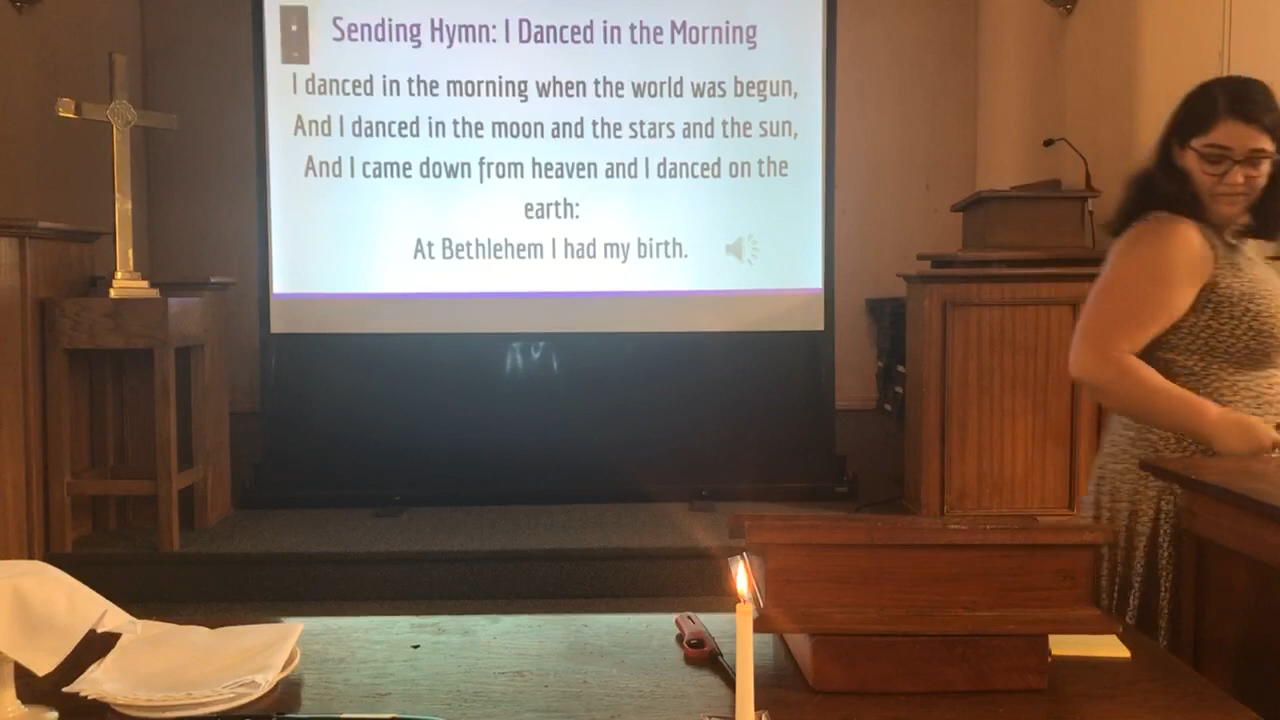 Sending Hymn: I Danced in the Morning
I danced in the morning when the world was begun,
And I danced in the moon and the stars and the sun,
And I came down from heaven and I danced on the
earth:
At Bethlehem I had my birth.